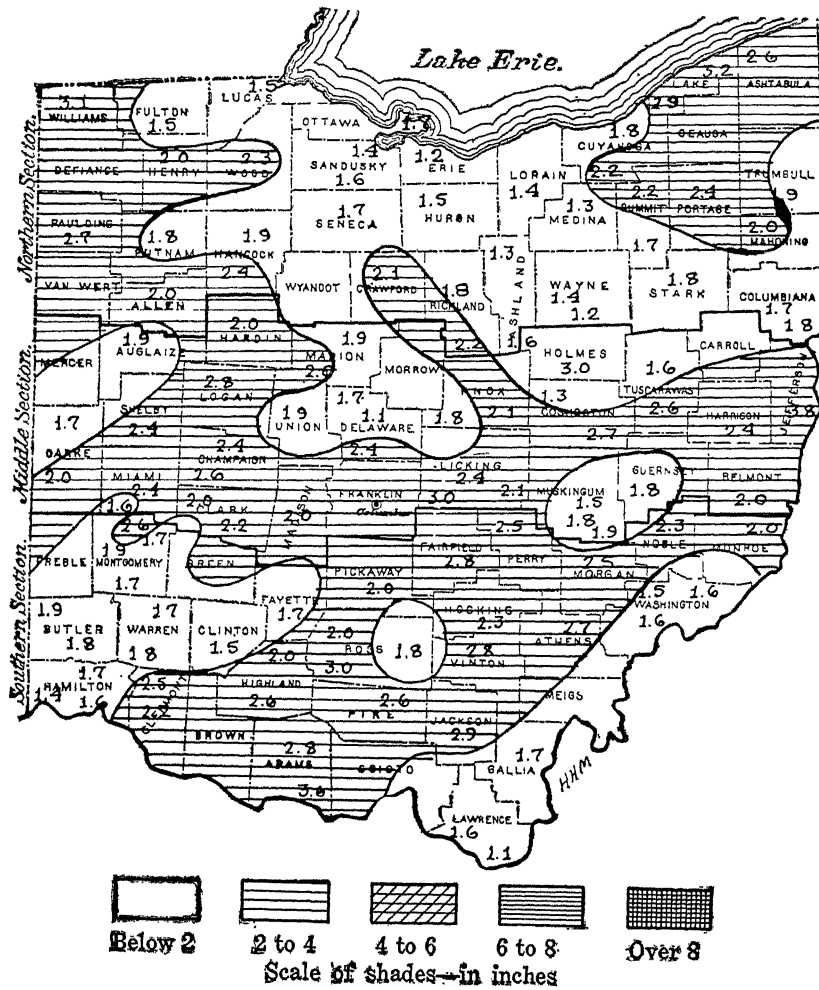 Lake Erie.
2.6
3.2
LAKE
ASHTABULA
2.9
3.1
WILLIAMS
FULTON
1.5
1.5
LUCAS
OTTAWA
1.7
1.8
CUYAHOGA
GEAUGA
Northern Section.
DEFIANCE
2.0
HENRY
2.3
WOOD
1.4
SANDUSKY
1.6
1.2
ERIE
LORAIN
1.4
2.2
TRUMBULL
1.9
PAULDING
2.7
1.8
PUTNAM
1.9
HANCOCK
2.4
1.7
SENECA
1.5
HURON
1.3
MEDINA
2.2
SUMMIT
2.4
PORTAGE
2.0
MAHONING
1.7
VAN WERT
2.0
ALLEN
WYANDOT
2.1
CRAWFORD
1.8
RICHLAND
1.3
ASHLAND
WAYNE
1.4
1.2
1.8
STARK
COLUMBIANA
1.7
1.8
Middle Section.
MERCER
1.9
AUGLAIZE
2.0
HARDIN
1.9
MARION
2.6
MORROW
2.2
1.6
HOLMES
3.0
1.6
TUSCARAWAS
CARROLL
JEFFERSON
3.8
1.7
DARKE
2.0
SHELBY
2.4
2.8
LOGAN
1.9
UNION
1.7
1.1
DELAWARE
2.4
1.8
KNOX
2.1
1.3
COSHOCTON
2.7
2.6
HARRISON
2.4
MIAMI
2.4
2.4
CHAMPAIGN
2.6
LICKING
2.4
3.0
2.1
MUSKINGUM
1.5
1.8
1.9
GUERNSEY
1.8
BELMONT
2.0
1.6
2.6
2.0
CLARK
2.2
MADISON
2.0
FRANKLIN
Columbus
Southern Section.
PREBLE
1.9
MONTGOMERY
1.7
1.7
GREEN
PICKAWAY
2.0
FAIRFIELD
2.8
2.5
PERRY
2.5
MORGAN
2.3
NOBLE
2.0
MONROE
1.9
BUTLER
1.8
1.7
WARREN
1.8
CLINTON
1.5
FAYETTE
1.7
2.0
ROSS
3.0
1.8
HOCKING
2.3
2.8
VINTON
2.7
ATHENS
1.5
WASHINGTON
1.6
1.6
1.7
HAMILTON
1.4
1.6
2.5
CLERMONT
2.0
HIGHLAND
2.6
2.6
PIKE
JACKSON
2.9
MEIGS
BROWN
2.8
ADAMS
3.6
SCIOTO
1.7
GALLIA
HHM
LAWRENCE
1.6
1.1
Below 2
2 to 4
4 to 6
6 to 8
Over 8
Scale of shades—in inches